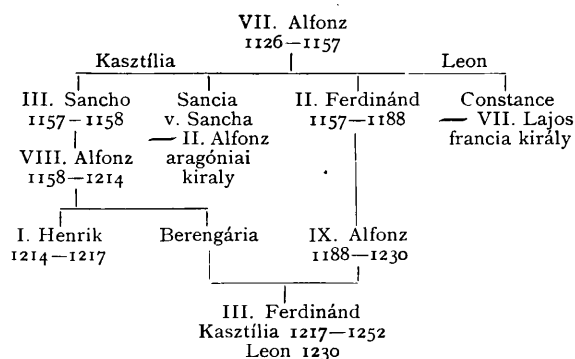 VII. Alfonz
1126—1157
Kasztília
Leon
III. Sancho
1157—1158
Sancia
v. Sancha
— II. Alfonz
aragóniai
kiraly
II. Ferdinánd
1157—1188
Constance
— VII. Lajos
francia király
VIII. Alfonz
1158—1214
I. Henrik
1214—1217
Berengária
IX. Alfonz
1188—1230
III. Ferdinánd
Kasztília 1217—1252
Leon 1230